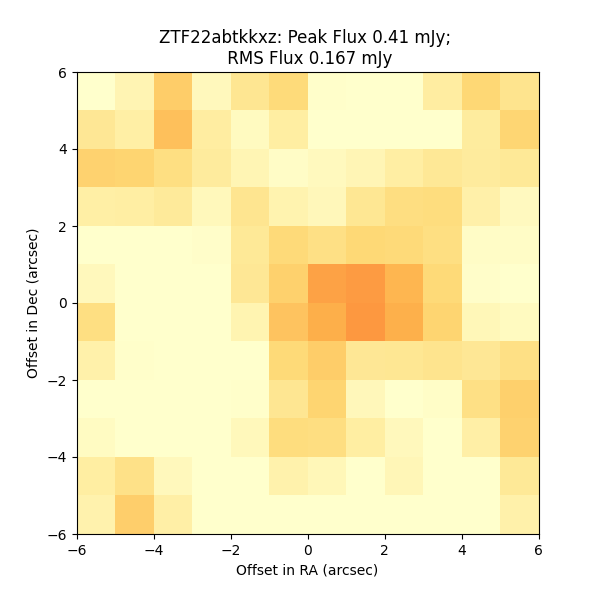 ZTF22abtkkxz: Peak Flux 0.41 mJy;
RMS Flux 0.167 mJy
6
4
2
0
−2
−4
−6
Offset in Dec (arcsec)
−6 −4 −2 0 2 4 6
Offset in RA (arcsec)